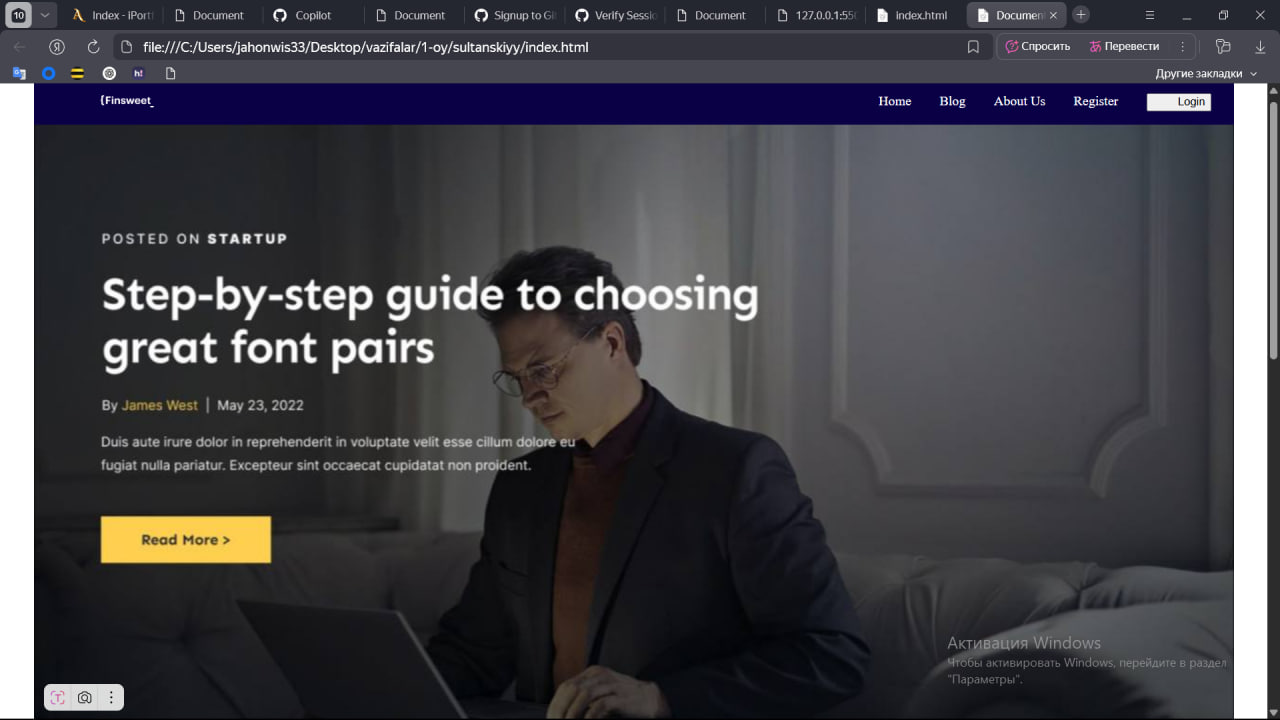 10
Index - iPort
Document
Copilot
Document
Signup to Gi
Verify Sessio
Document
127.0.0.1:550
index.html
Document
file:///C:/Users/jahonwis33/Desktop/vazifalar/1-oy/sultanskiyy/index.html
Спросить
Перевести
h!
Другие закладки
{Finsweet_
Home
Blog
About Us
Register
Login
POSTED ON STARTUP
Step-by-step guide to choosing
great font pairs
By James West | May 23, 2022
Duis aute irure dolor in reprehenderit in voluptate velit esse cillum dolore eu
fugiat nulla pariatur. Excepteur sint occaecat cupidatat non proident.
Read More >
Активация Windows
Чтобы активировать Windows, перейдите в раздел
"Параметры".